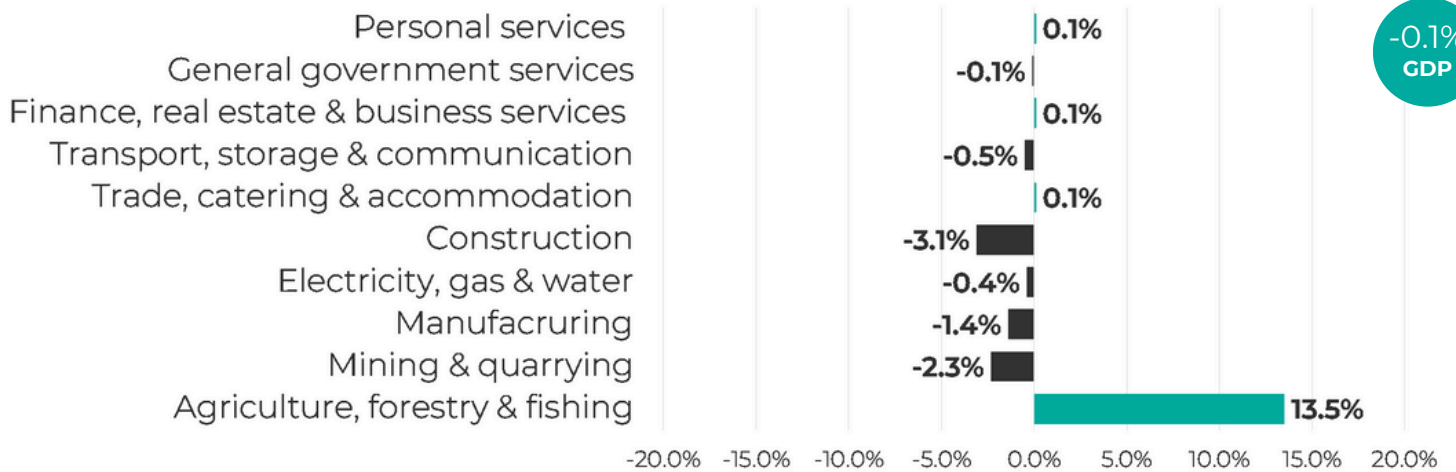 Personal services 0.1%
-0.1%
GDP
General government services -0.1%
Finance, real estate & business services 0.1%
Transport, storage & communication -0.5%
Trade, catering & accommodation 0.1%
Construction -3.1%
Electricity, gas & water -0.4%
Manufacruring -1.4%
Mining & quarrying -2.3%
Agriculture, forestry & fishing 13.5%
-20.0% -15.0% -10.0% -5.0% 0.0% 5.0% 10.0% 15.0% 20.0%